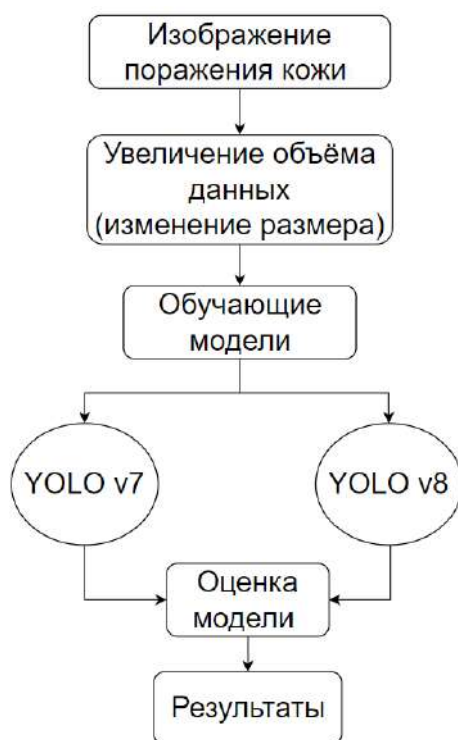 Изображение
поражения кожи
Увеличение объёма
данных
(изменение размера)
Обучающие
модели
YOLO v7
YOLO v8
Оценка
модели
Результаты